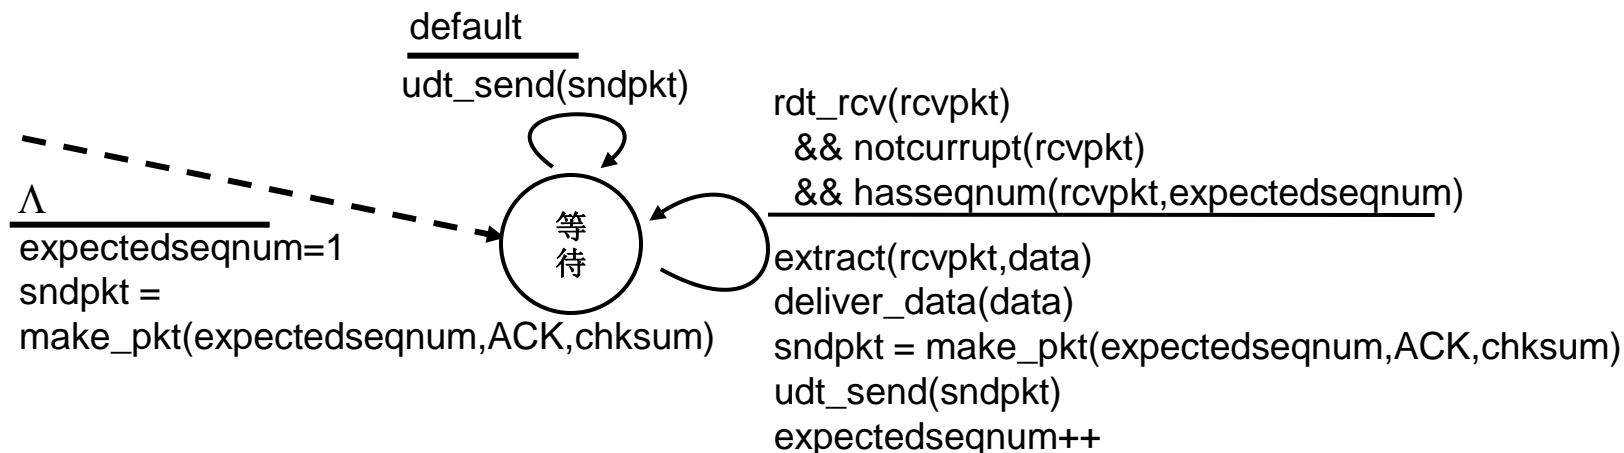 default
udt_send(sndpkt)
rdt_rcv(rcvpkt)
&& notcurrupt(rcvpkt)
&& hasseqnum(rcvpkt,expectedseqnum)
Λ
expectedseqnum=1
sndpkt =
make_pkt(expectedseqnum,ACK,chksum)
等
待
extract(rcvpkt,data)
deliver_data(data)
sndpkt = make_pkt(expectedseqnum,ACK,chksum)
udt_send(sndpkt)
expectedseqnum++